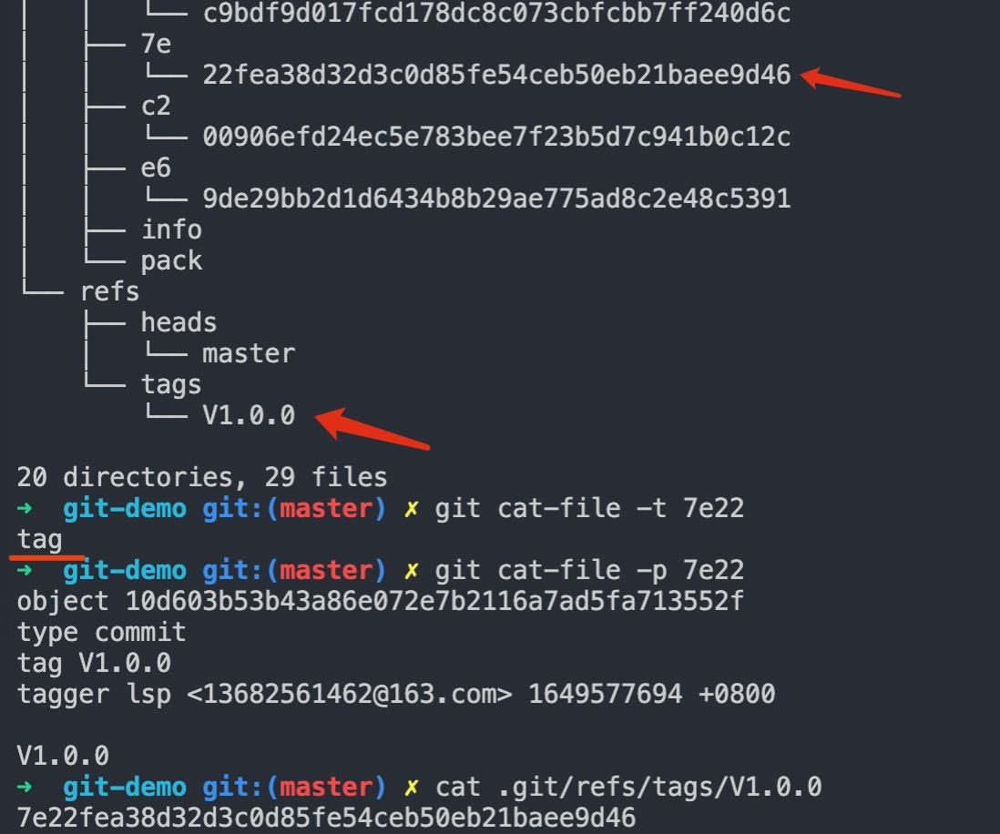 │   │   └── c9bdf9d017fcd178dc8c073cbfcbb7ff240d6c
│   ├── 7e
│   │   └── 22fea38d32d3c0d85fe54ceb50eb21baee9d46
│   ├── c2
│   │   └── 00906efd24ec5e783bee7f23b5d7c941b0c12c
│   ├── e6
│   │   └── 9de29bb2d1d6434b8b29ae775ad8c2e48c5391
│   ├── info
│   └── pack
└── refs
    ├── heads
    │   └── master
    └── tags
        └── V1.0.0
20 directories, 29 files
➜  git-demo git:(master) ✗ git cat-file -t 7e22
tag
➜  git-demo git:(master) ✗ git cat-file -p 7e22
object 10d603b53b43a86e072e7b2116a7ad5fa713552f
type commit
tag V1.0.0
tagger lsp <13682561462@163.com> 1649577694 +0800
V1.0.0
➜  git-demo git:(master) ✗ cat .git/refs/tags/V1.0.0
7e22fea38d32d3c0d85fe54ceb50eb21baee9d46